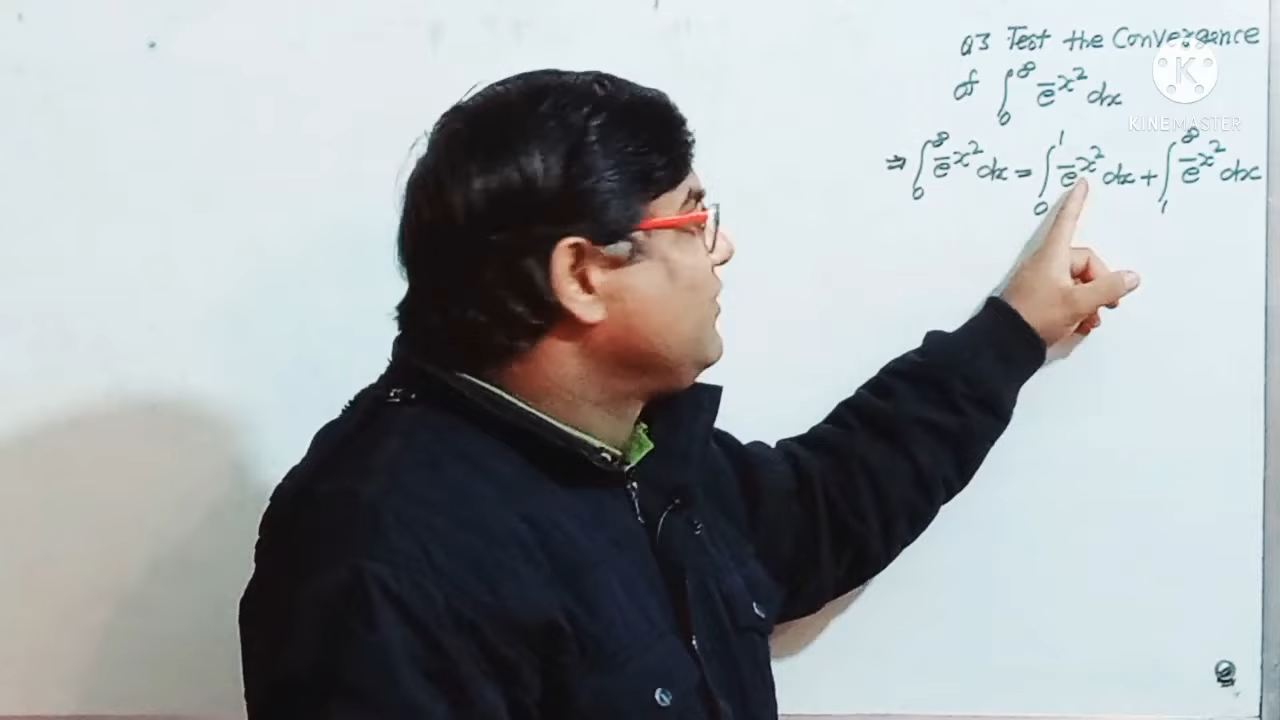 Q3 Test the Convergence
of ∫₀^∞ e^-x² dx
K
KINEMASTER
⇒ ∫₀^∞ e^-x² dx = ∫₀^1 e^-x² dx + ∫₁^∞ e^-x² dx